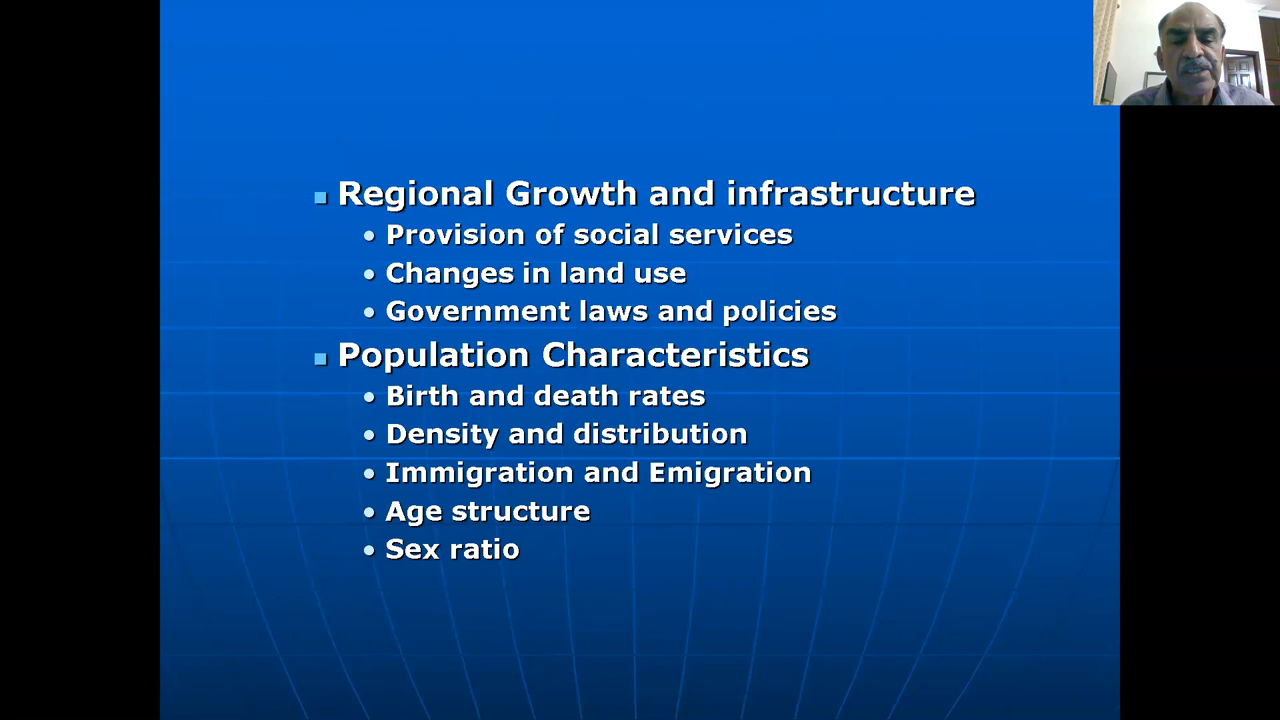 Regional Growth and infrastructure
Provision of social services
Changes in land use
Government laws and policies
Population Characteristics
Birth and death rates
Density and distribution
Immigration and Emigration
Age structure
Sex ratio